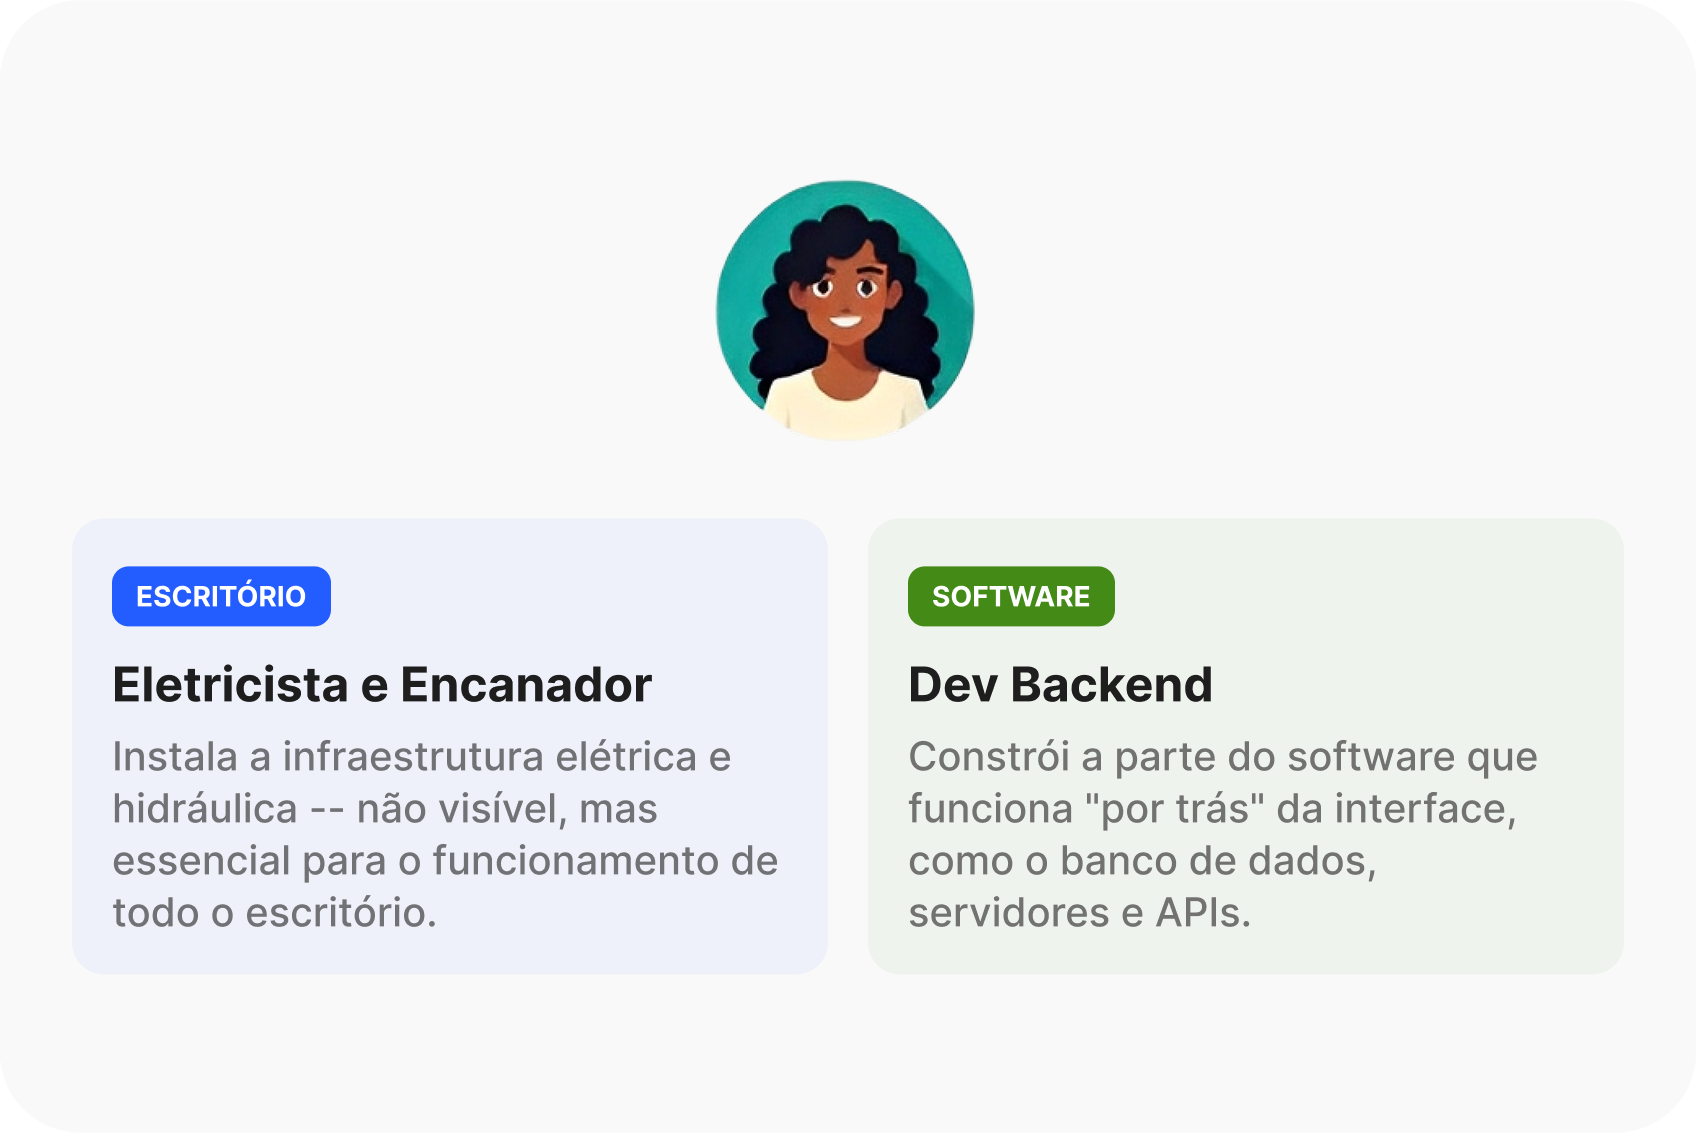 ESCRITÓRIO
Eletricista e Encanador
Instala a infraestrutura elétrica e
hidráulica -- não visível, mas
essencial para o funcionamento de
todo o escritório.
SOFTWARE
Dev Backend
Constrói a parte do software que
funciona "por trás" da interface,
como o banco de dados,
servidores e APIs.